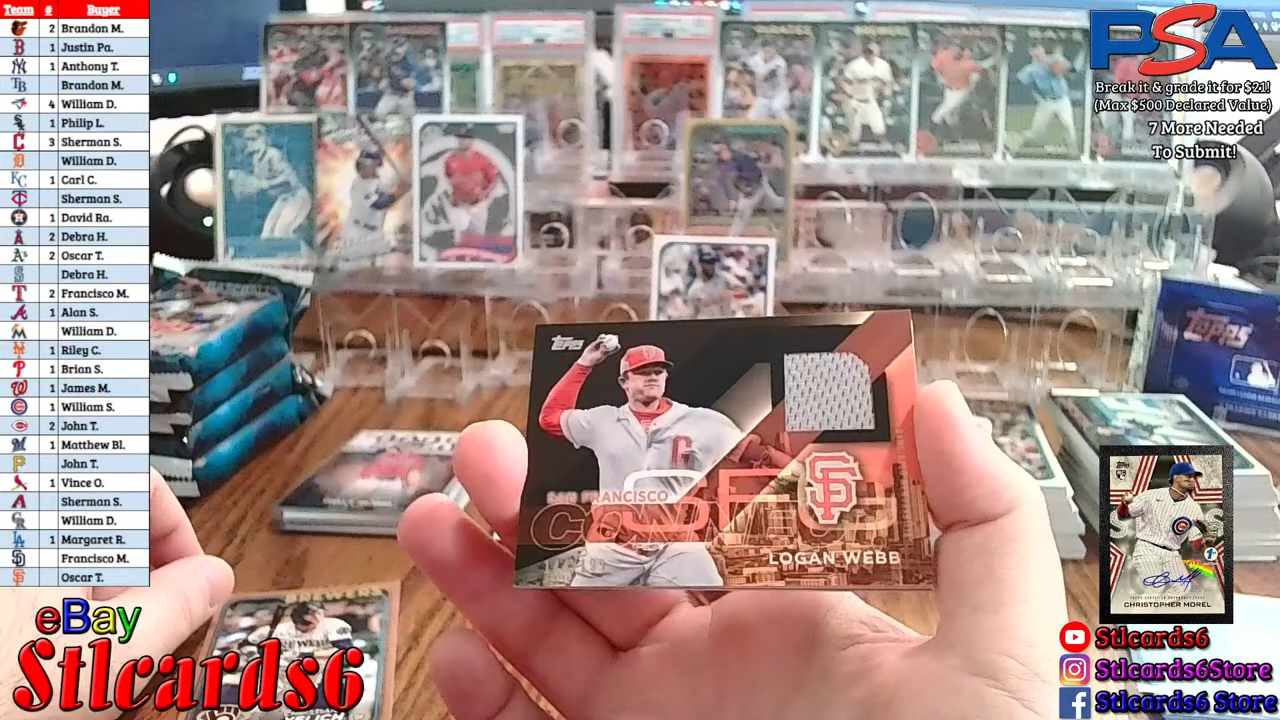 Team # Buyer
2 Brandon M.
1 Justin Pa.
1 Anthony T.
Brandon M.
4 William D.
1 Philip L.
3 Sherman S.
William D.
1 Carl C.
Sherman S.
1 David Ra.
2 Debra H.
2 Oscar T.
Debra H.
2 Francisco M.
1 Alan S.
William D.
1 Riley C.
1 Brian S.
1 James M.
1 William S.
2 John T.
1 Matthew Bl.
John T.
1 Vince O.
Sherman S.
William D.
1 Margaret R.
Francisco M.
Oscar T.
eBay
Stlcards6
PSA
Break it & grade it for $21!
(Max $500 Declared Value)
7 More Needed
To Submit!
Topps
Topps
SAN FRANCISCO
SF
LOGAN WEBB
Topps
CHRISTOPHER MOREL
Stlcards6
Stlcards6Store
Stlcards6 Store